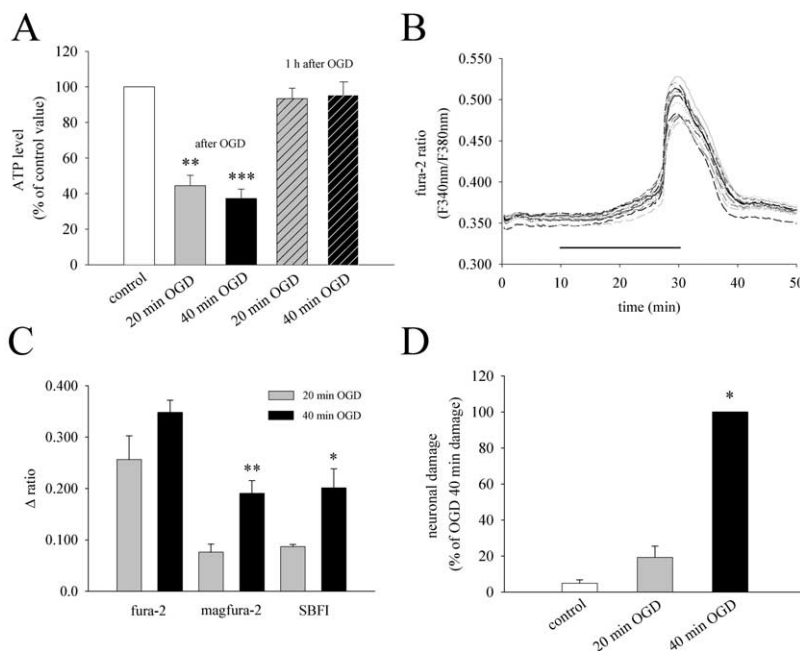 A
120
100
80
60
40
20
0
ATP level
(% of control value)
1 h after OGD
after OGD
**
***
control
20 min OGD
40 min OGD
20 min OGD
40 min OGD
B
0.550
0.500
0.450
0.400
0.350
0.300
fura-2 ratio
(F340nm/F380nm)
0
10
20
30
40
50
time (min)
C
0.400
0.300
0.200
0.100
0.0
Δ ratio
20 min OGD
40 min OGD
**
*
fura-2
magfura-2
SBFI
D
120
100
80
60
40
20
0
neuronal damage
(% of OGD 40 min damage)
*
control
20 min OGD
40 min OGD